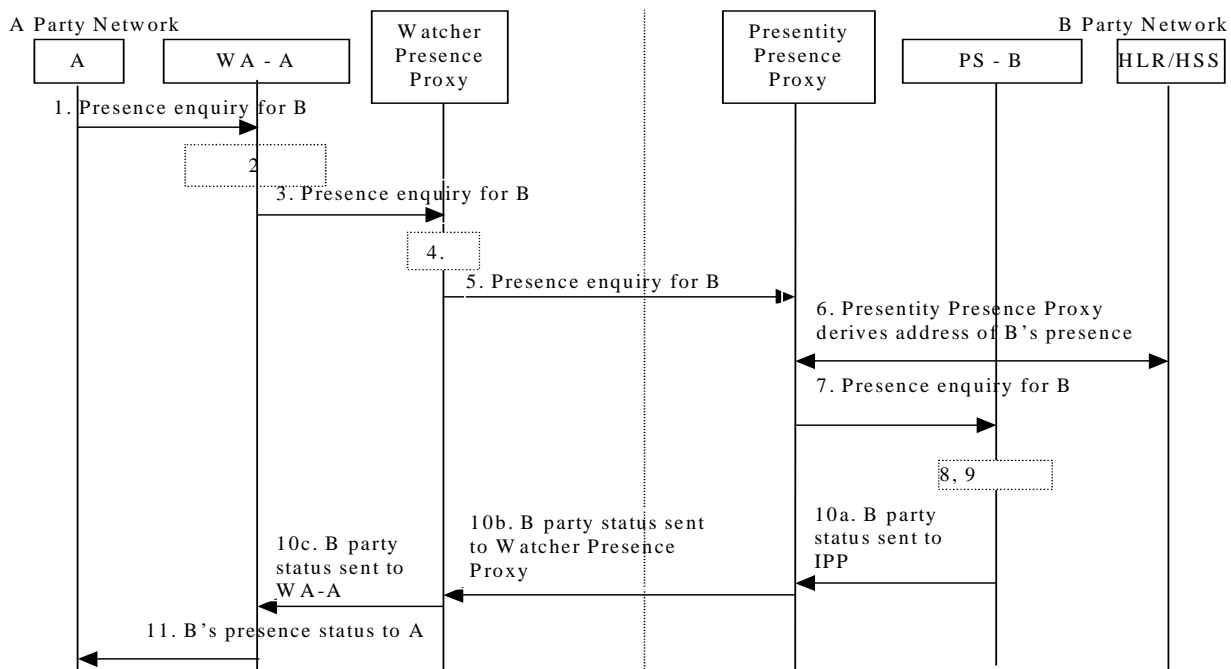 A Party Network
B Party Network
A
WA - A
Watcher
Presence
Proxy
Presentity
Presence
Proxy
PS - B
HLR/HSS
1. Presence enquiry for B
2
3. Presence enquiry for B
4.
5. Presence enquiry for B
6. Presentity Presence Proxy
derives address of B’s presence
7. Presence enquiry for B
8, 9
10a. B party
status sent to
IPP
10b. B party status sent
to Watcher Presence
Proxy
10c. B party
status sent to
WA-A
11. B’s presence status to A